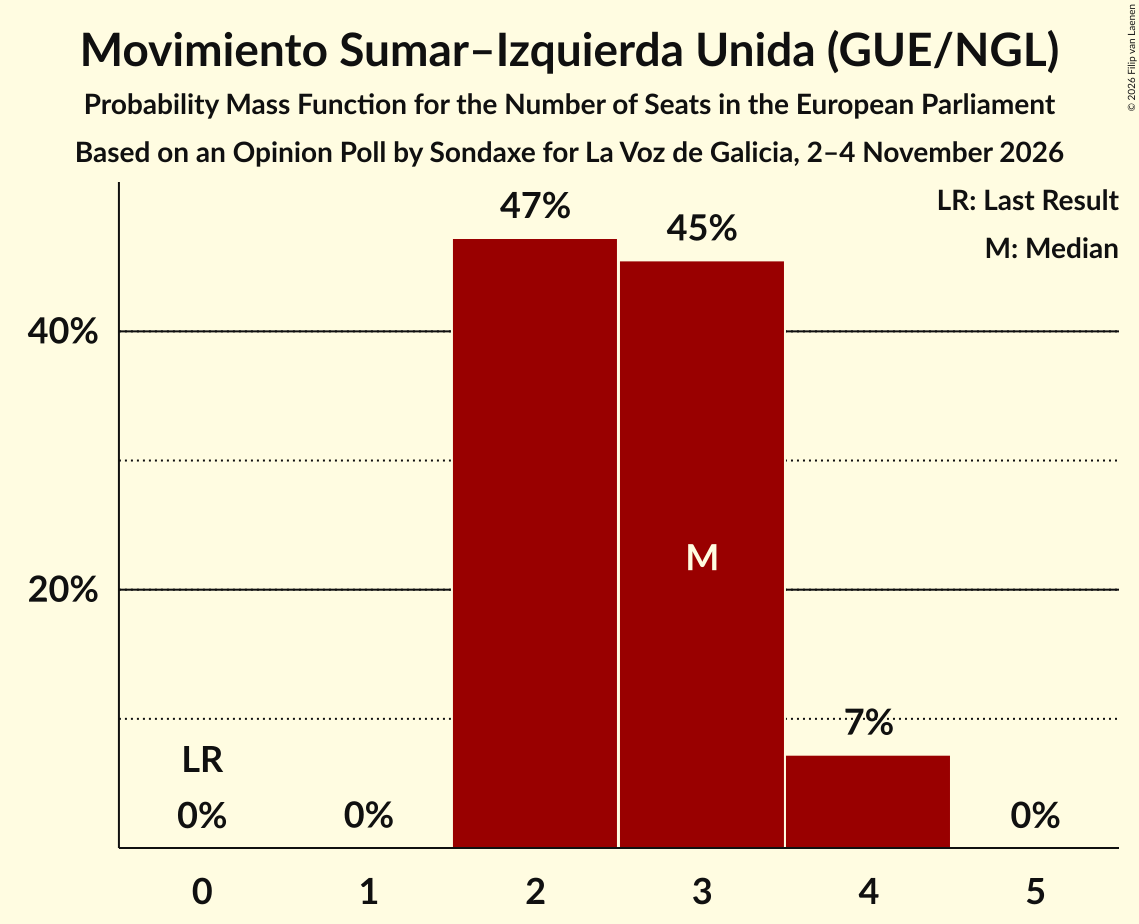 Movimiento Sumar–Izquierda Unida (GUE/NGL)
Probability Mass Function for the Number of Seats in the European Parliament
Based on an Opinion Poll by Sondaxe for La Voz de Galicia, 2–4 November 2026
© 2026 Filip van Laenen
LR: Last Result
M: Median
47%
45%
40%
M
20%
7%
LR
0%
0%
0%
0
1
2
3
4
5